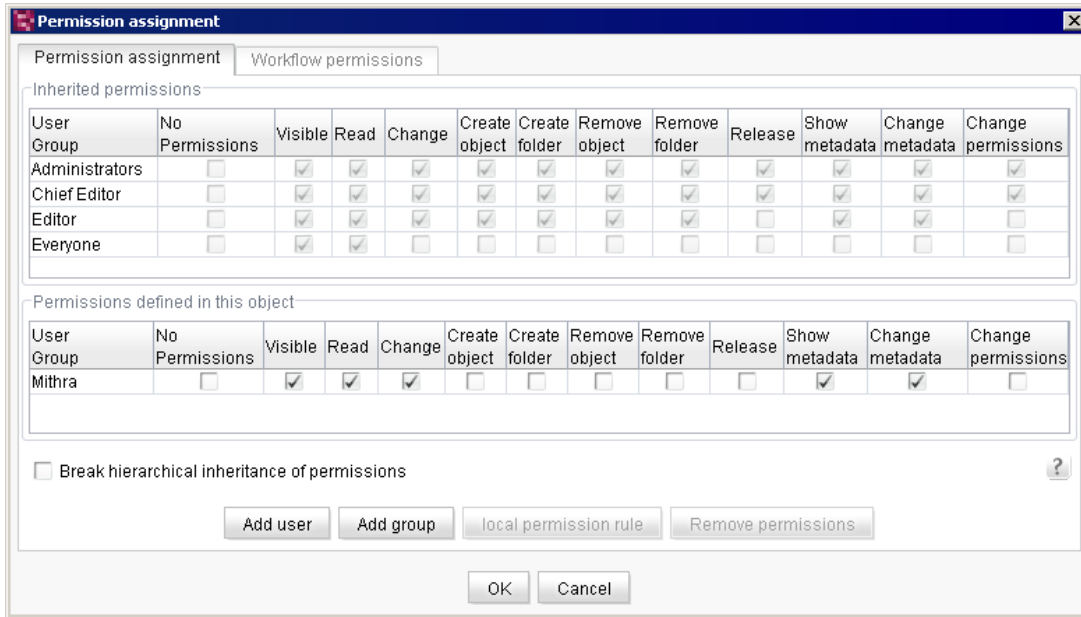 Permission assignment
Permission assignment Workflow permissions
Inherited permissions
User Group No Permissions Visible Read Change Create object Create folder Remove object Remove folder Release Show metadata Change metadata Change permissions
Administrators
Chief Editor
Editor
Everyone
Permissions defined in this object
User Group No Permissions Visible Read Change Create object Create folder Remove object Remove folder Release Show metadata Change metadata Change permissions
Mithra
Break hierarchical inheritance of permissions ?
Add user Add group local permission rule Remove permissions
OK Cancel